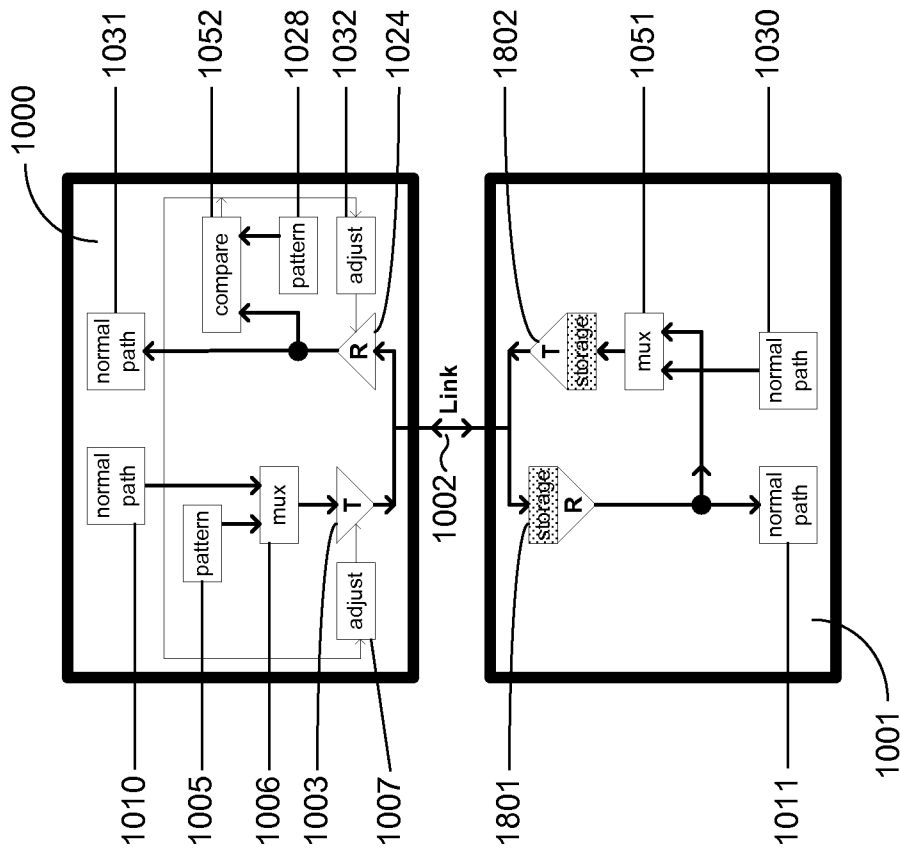 1000
1031
1052
1028
1032
1024
1802
1051
1030
normal
path
compare
pattern
adjust
R
T
storage
mux
normal
path
Link
1002
normal
path
pattern
mux
T
adjust
storage
R
normal
path
1010
1005
1006
1003
1007
1801
1011
1001